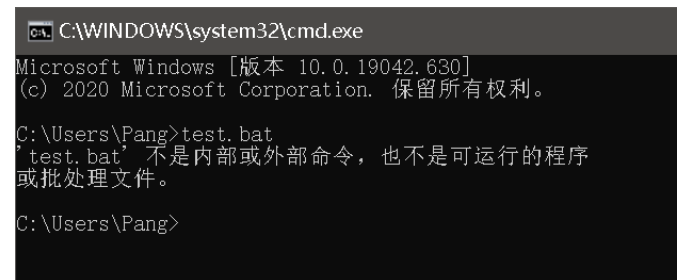 C:\WINDOWS\system32\cmd.exe
Microsoft Windows [版本 10.0.19042.630]
(c) 2020 Microsoft Corporation. 保留所有权利。
C:\Users\Pang>test.bat
'test.bat' 不是内部或外部命令，也不是可运行的程序
或批处理文件。
C:\Users\Pang>